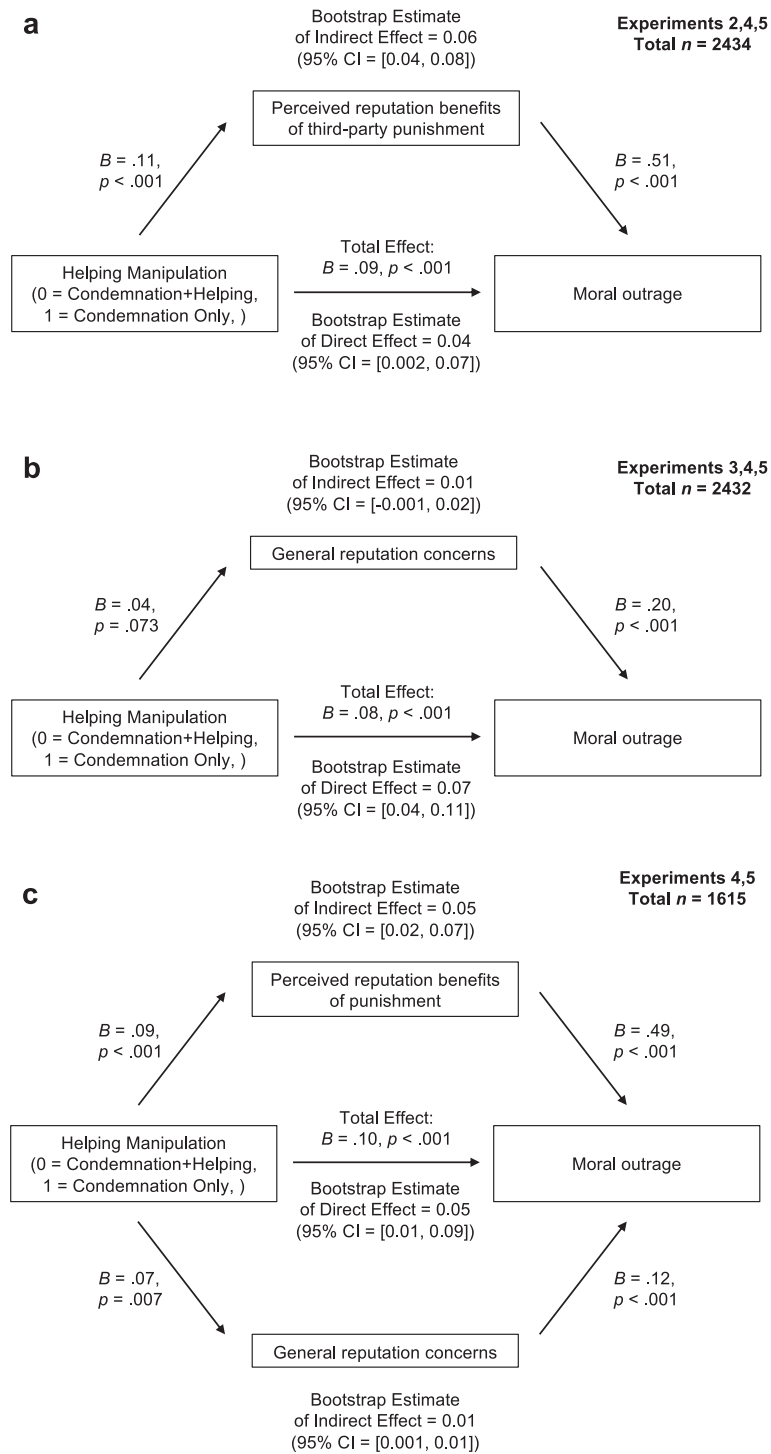 a
Bootstrap Estimate
of Indirect Effect = 0.06
(95% CI = [0.04, 0.08])
Experiments 2,4,5
Total n = 2434
Perceived reputation benefits
of third-party punishment
B = .11,
p < .001
B = .51,
p < .001
Helping Manipulation
(0 = Condemnation+Helping,
1 = Condemnation Only, )
Total Effect:
B = .09, p < .001
Bootstrap Estimate
of Direct Effect = 0.04
(95% CI = [0.002, 0.07])
Moral outrage
b
Bootstrap Estimate
of Indirect Effect = 0.01
(95% CI = [-0.001, 0.02])
Experiments 3,4,5
Total n = 2432
General reputation concerns
B = .04,
p = .073
B = .20,
p < .001
Helping Manipulation
(0 = Condemnation+Helping,
1 = Condemnation Only, )
Total Effect:
B = .08, p < .001
Bootstrap Estimate
of Direct Effect = 0.07
(95% CI = [0.04, 0.11])
Moral outrage
c
Bootstrap Estimate
of Indirect Effect = 0.05
(95% CI = [0.02, 0.07])
Experiments 4,5
Total n = 1615
Perceived reputation benefits
of punishment
B = .09,
p < .001
B = .49,
p < .001
Helping Manipulation
(0 = Condemnation+Helping,
1 = Condemnation Only, )
Total Effect:
B = .10, p < .001
Bootstrap Estimate
of Direct Effect = 0.05
(95% CI = [0.01, 0.09])
Moral outrage
B = .07,
p = .007
B = .12,
p < .001
General reputation concerns
Bootstrap Estimate
of Indirect Effect = 0.01
(95% CI = [0.001, 0.01])